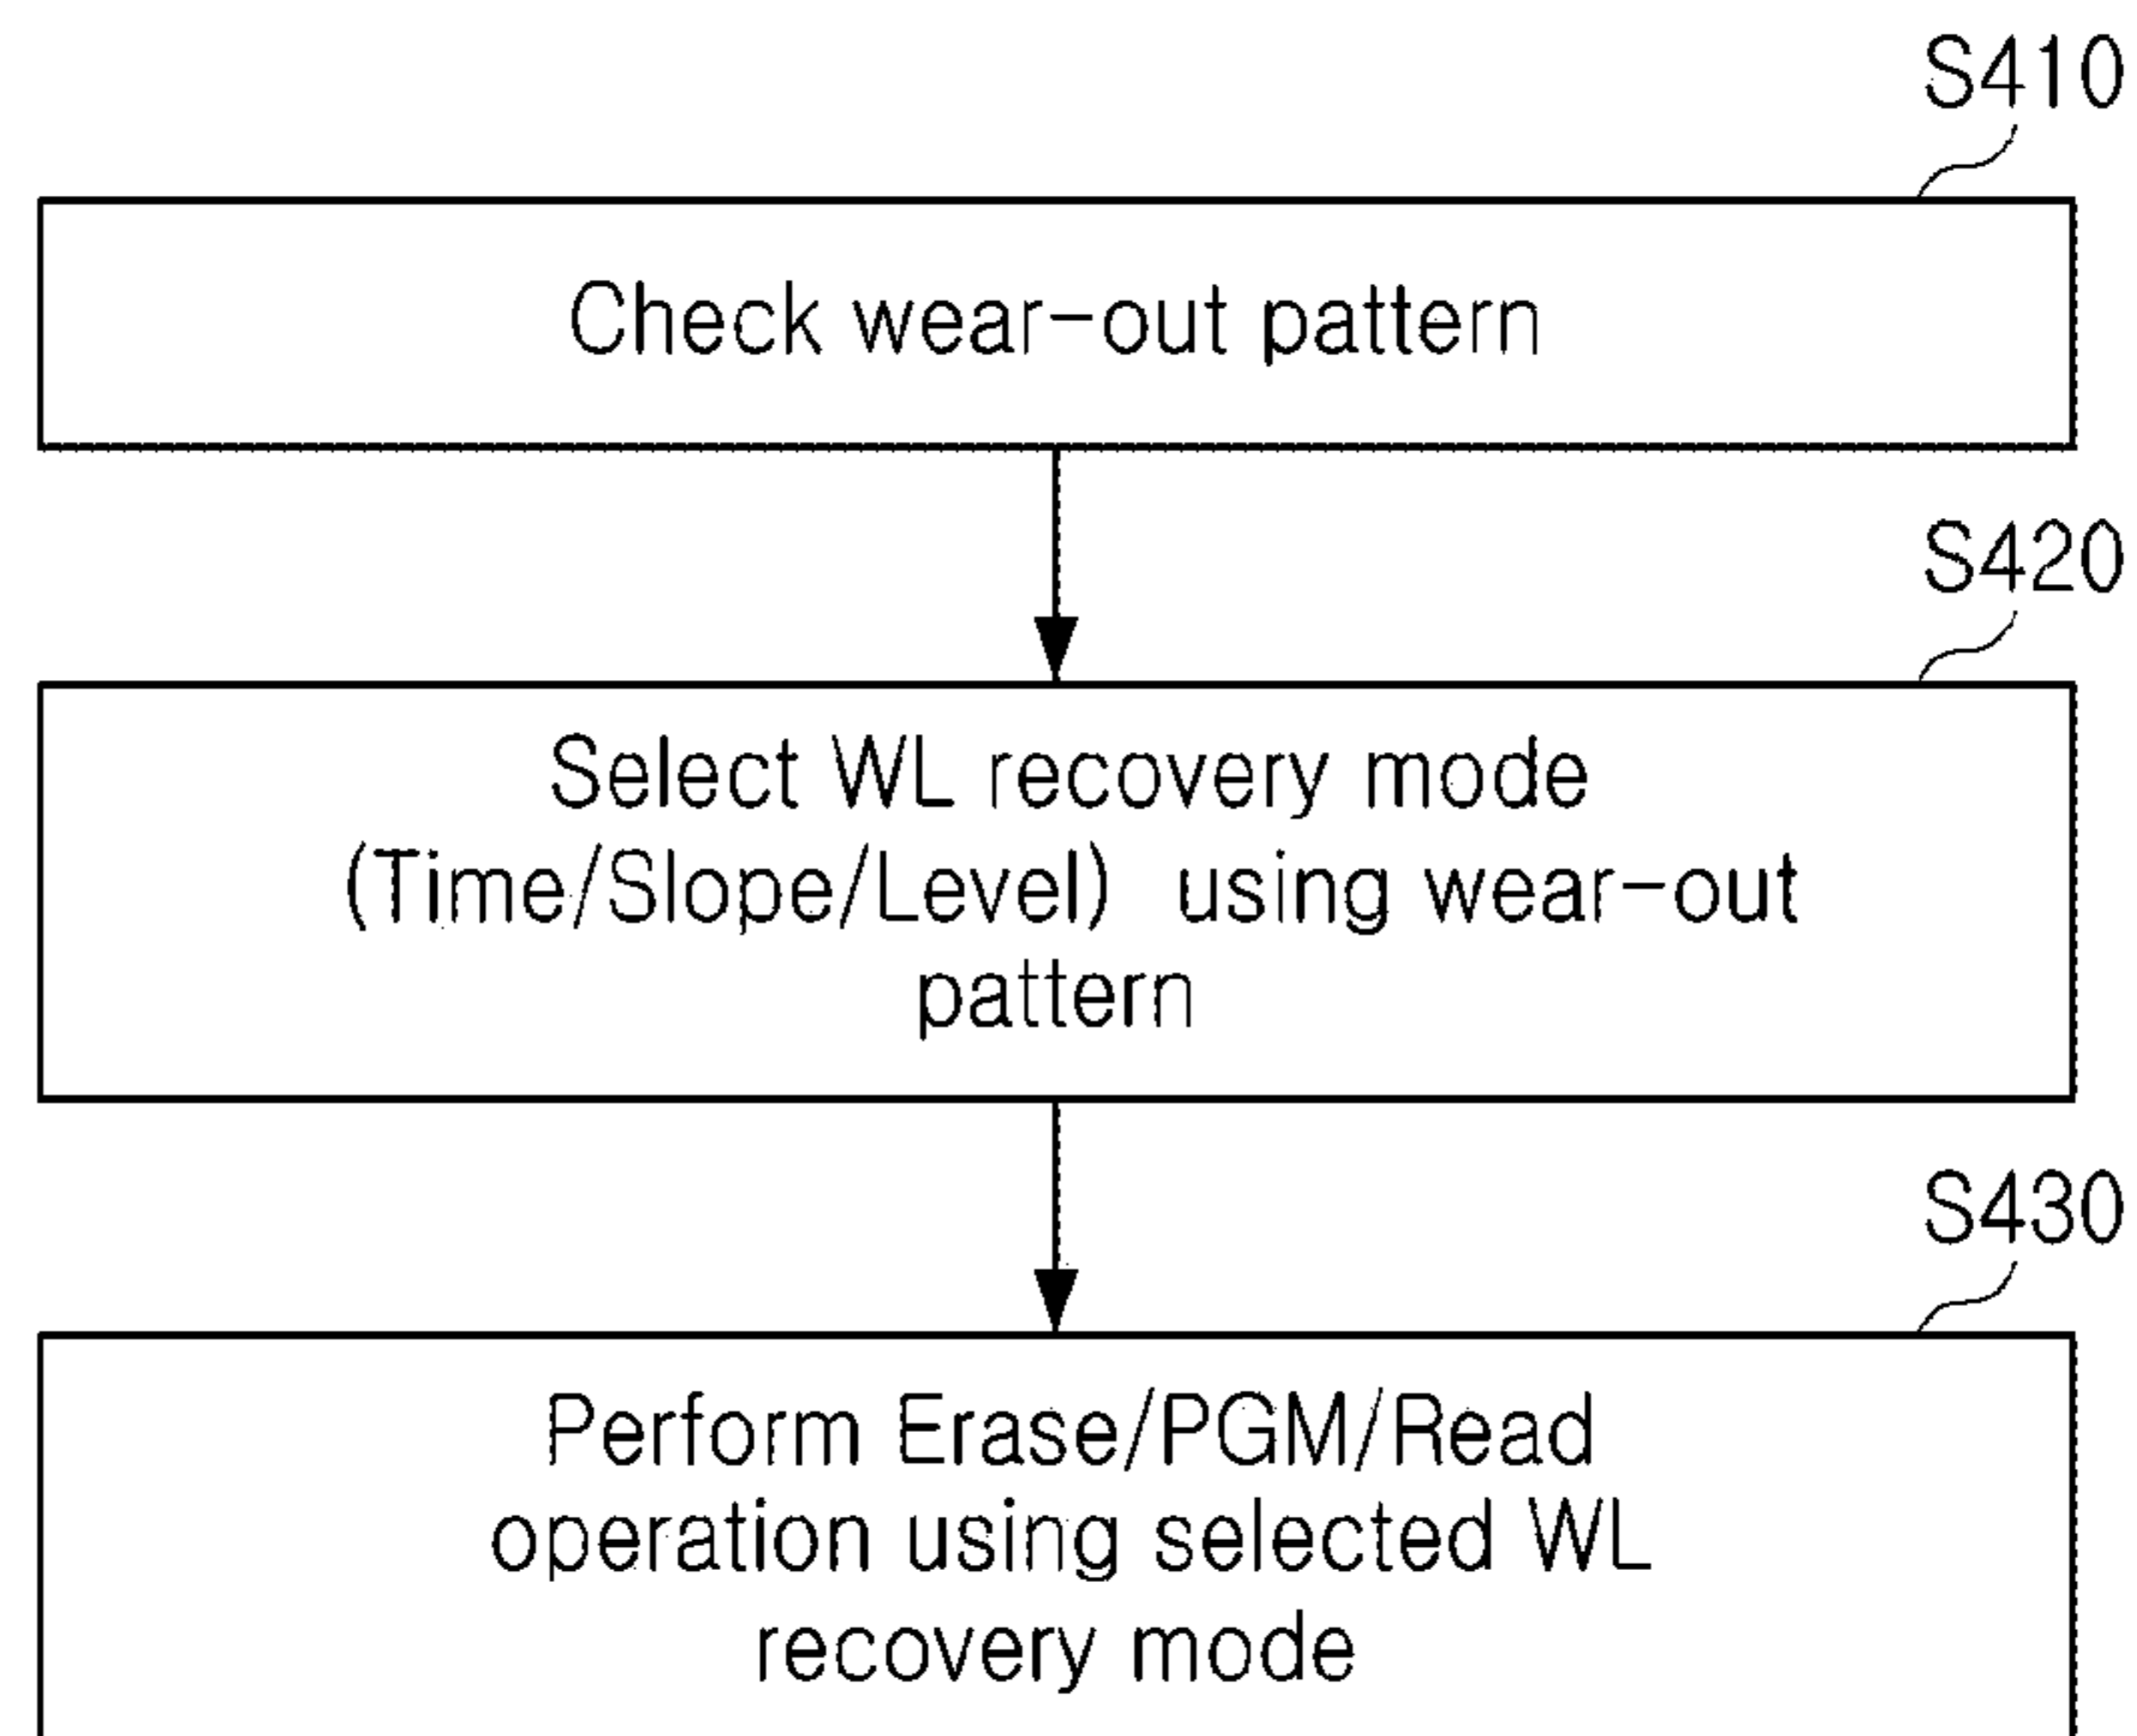 S410
Check wear-out pattern
S420
Select WL recovery mode
(Time/Slope/Level) using wear-out
pattern
S430
Perform Erase/PGM/Read
operation using selected WL
recovery mode